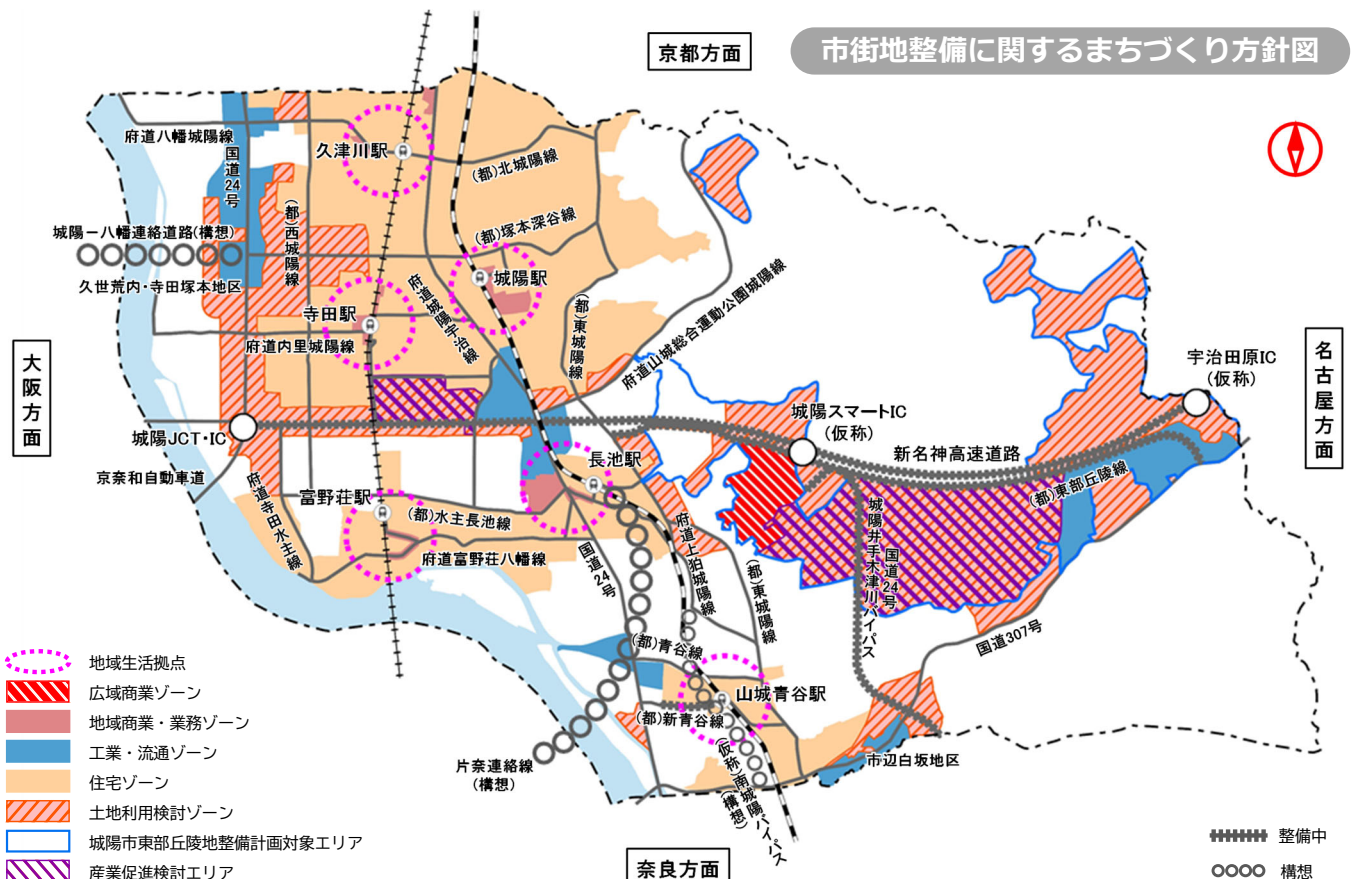 市街地整備に関するまちづくり方針図
京都方面
府道八幡城陽線
国道24号
久津川駅
(都)北城陽線
(都)西城陽線
(都)塚本深谷線
城陽－八幡連絡道路(構想)
久世荒内・寺田塚本地区
城陽駅
寺田駅
府道城陽宇治線
(都)東城陽線
府道内里城陽線
府道山城総合運動公園城陽線
大阪方面
名古屋方面
宇治田原IC
(仮称)
城陽スマートIC
(仮称)
城陽JCT・IC
新名神高速道路
長池駅
京奈和自動車道
(都)東部丘陵線
富野荘駅
府道寺田水主線
(都)水主長池線
府道富野荘八幡線
国道24号
府道上狛城陽線
(都)東城陽線
国道24号
城陽井手木津川バイパス
国道307号
(都)青谷線
山城青谷駅
(都)新青谷線
(仮称)南城陽バイパス
(構想)
市辺白坂地区
片奈連絡線
(構想)
奈良方面
地域生活拠点
広域商業ゾーン
地域商業・業務ゾーン
工業・流通ゾーン
住宅ゾーン
土地利用検討ゾーン
城陽市東部丘陵地整備計画対象エリア
産業促進検討エリア
整備中
構想